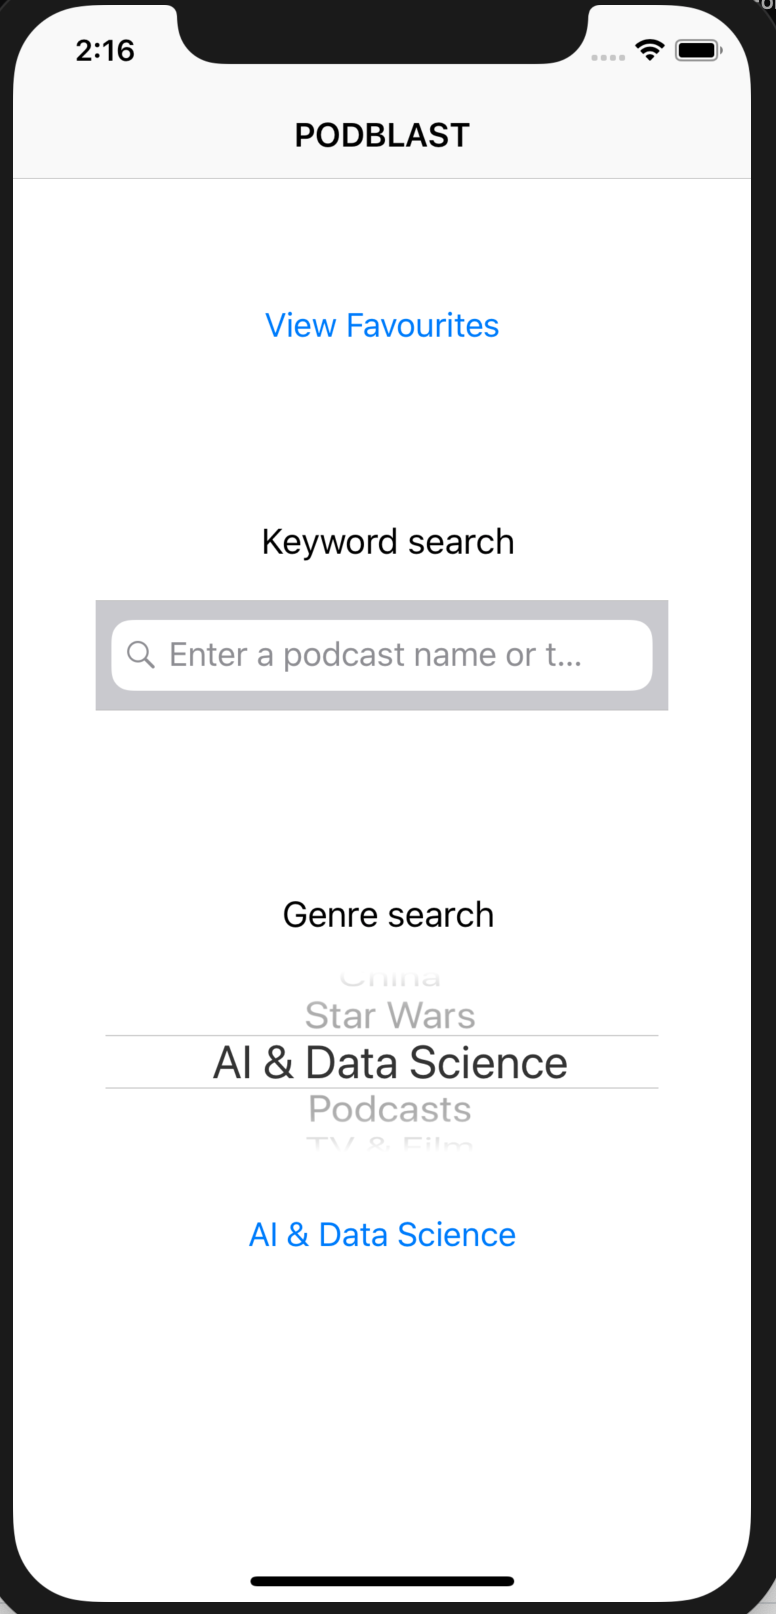 2:16
PODBLAST
View Favourites
Keyword search
Enter a podcast name or t...
Genre search
China
Star Wars
AI & Data Science
Podcasts
TV & Film
AI & Data Science